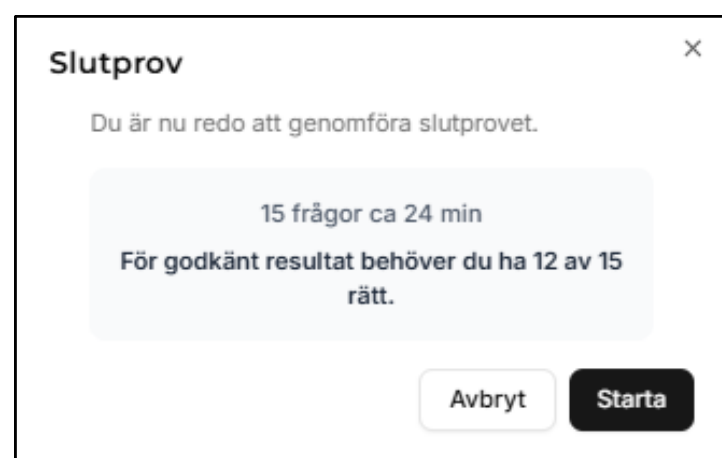 Slutprov
Du är nu redo att genomföra slutprovet.
15 frågor ca 24 min
För godkänt resultat behöver du ha 12 av 15
rätt.
Avbryt
Starta